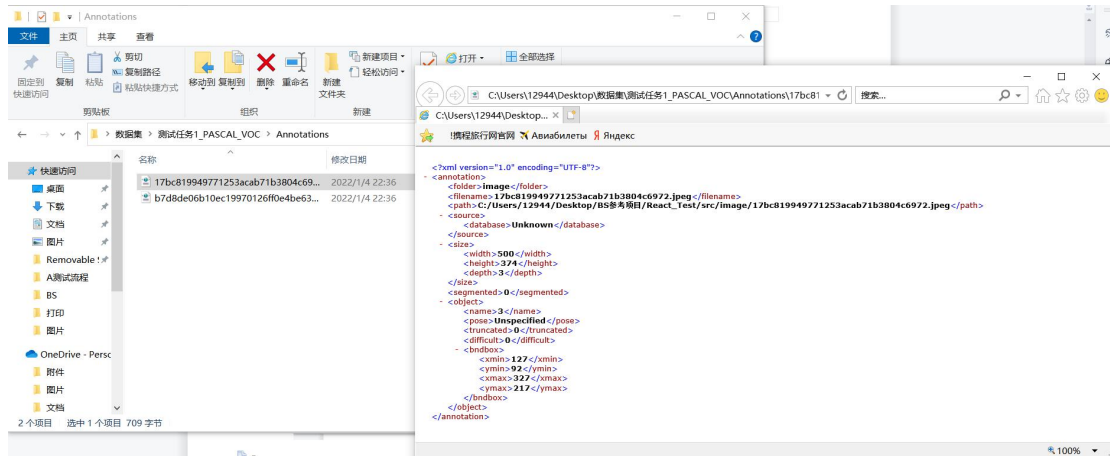 Annotations
文件 主页 共享 查看
固定到快速访问
复制
粘贴
剪切
复制路径
粘贴快捷方式
移动到 复制到 删除 重命名
新建文件夹
新建项目
轻松访问
打开
全部选择
剪贴板 组织 新建
数据集 › 测试任务1_PASCAL_VOC › Annotations
名称 修改日期
17bc819949771253acab71b3804c69... 2022/1/4 22:36
b7d8de06b10ec19970126ff0e4be63... 2022/1/4 22:36
快速访问
桌面
下载
文档
图片
Removable
A测试流程
BS
打印
图片
OneDrive - Persc
附件
图片
文档
2 个项目 选中 1 个项目 709 字节
C:\Users\12944\Desktop\数据集\测试任务1_PASCAL_VOC\Annotations\17bc81
搜索...
C:\Users\12944\Desktop...
!携程旅行网官网 Авиабилеты Яндекс
<?xml version="1.0" encoding="UTF-8"?>
- <annotation>
<folder>image</folder>
<filename>17bc819949771253acab71b3804c6972.jpeg</filename>
<path>C:/Users/12944/Desktop/BS参考项目/React_Test/src/image/17bc819949771253acab71b3804c6972.jpeg</path>
- <source>
<database>Unknown</database>
</source>
- <size>
<width>500</width>
<height>374</height>
<depth>3</depth>
</size>
<segmented>0</segmented>
- <object>
<name>3</name>
<pose>Unspecified</pose>
<truncated>0</truncated>
<difficult>0</difficult>
- <bndbox>
<xmin>127</xmin>
<ymin>92</ymin>
<xmax>327</xmax>
<ymax>217</ymax>
</bndbox>
</object>
</annotation>
100%